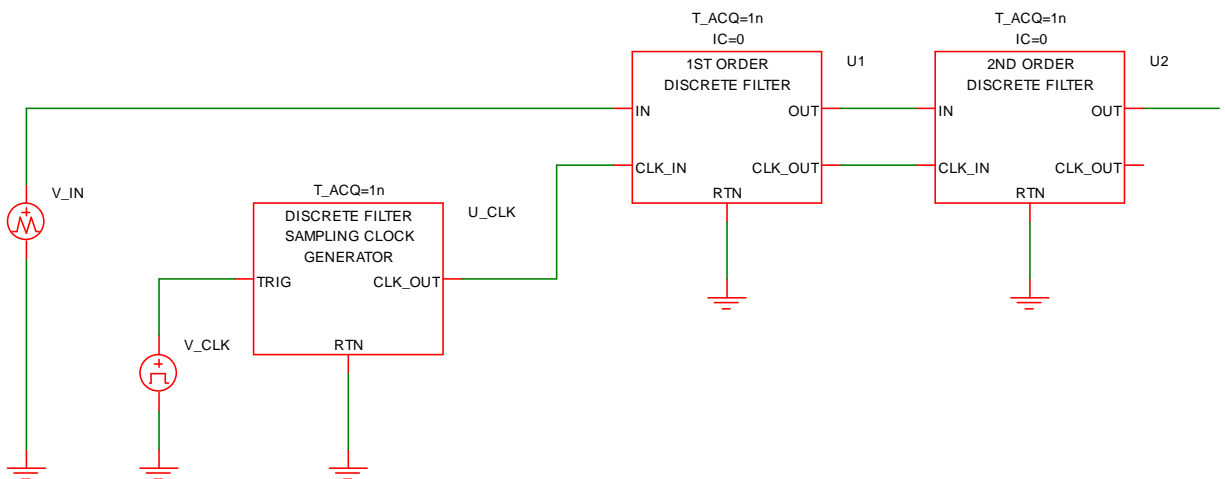 T_ACQ=1n
IC=0
1ST ORDER
DISCRETE FILTER
U1
IN
OUT
CLK_IN
CLK_OUT
RTN
T_ACQ=1n
IC=0
2ND ORDER
DISCRETE FILTER
U2
IN
OUT
CLK_IN
CLK_OUT
RTN
V_IN
T_ACQ=1n
DISCRETE FILTER
SAMPLING CLOCK
GENERATOR
U_CLK
TRIG
CLK_OUT
RTN
V_CLK